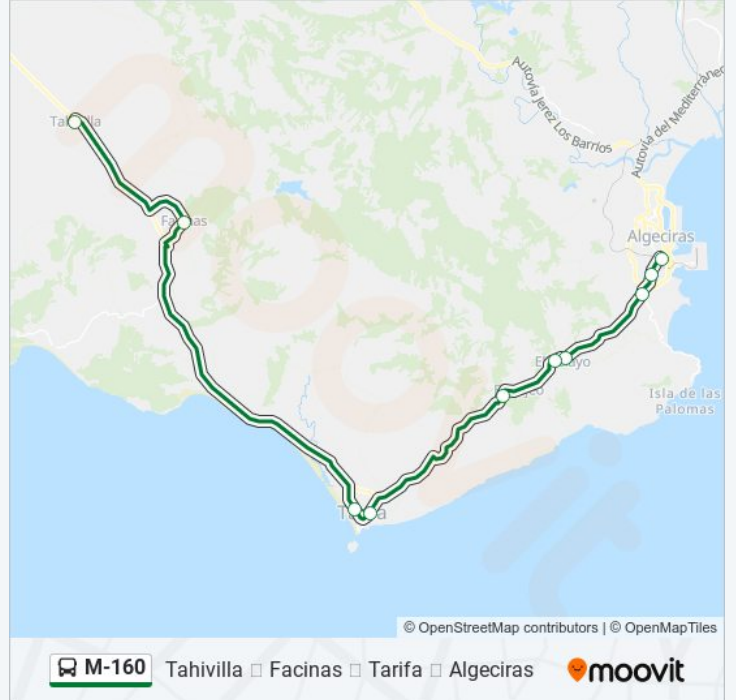 Autovía Jerez Los Barrios
Autovía del Mediterráneo
Algeciras
Isla de las
Palomas
© OpenStreetMap contributors | © OpenMapTiles
M-160
Tahivilla □ Facinas □ Tarifa □ Algeciras
moovit